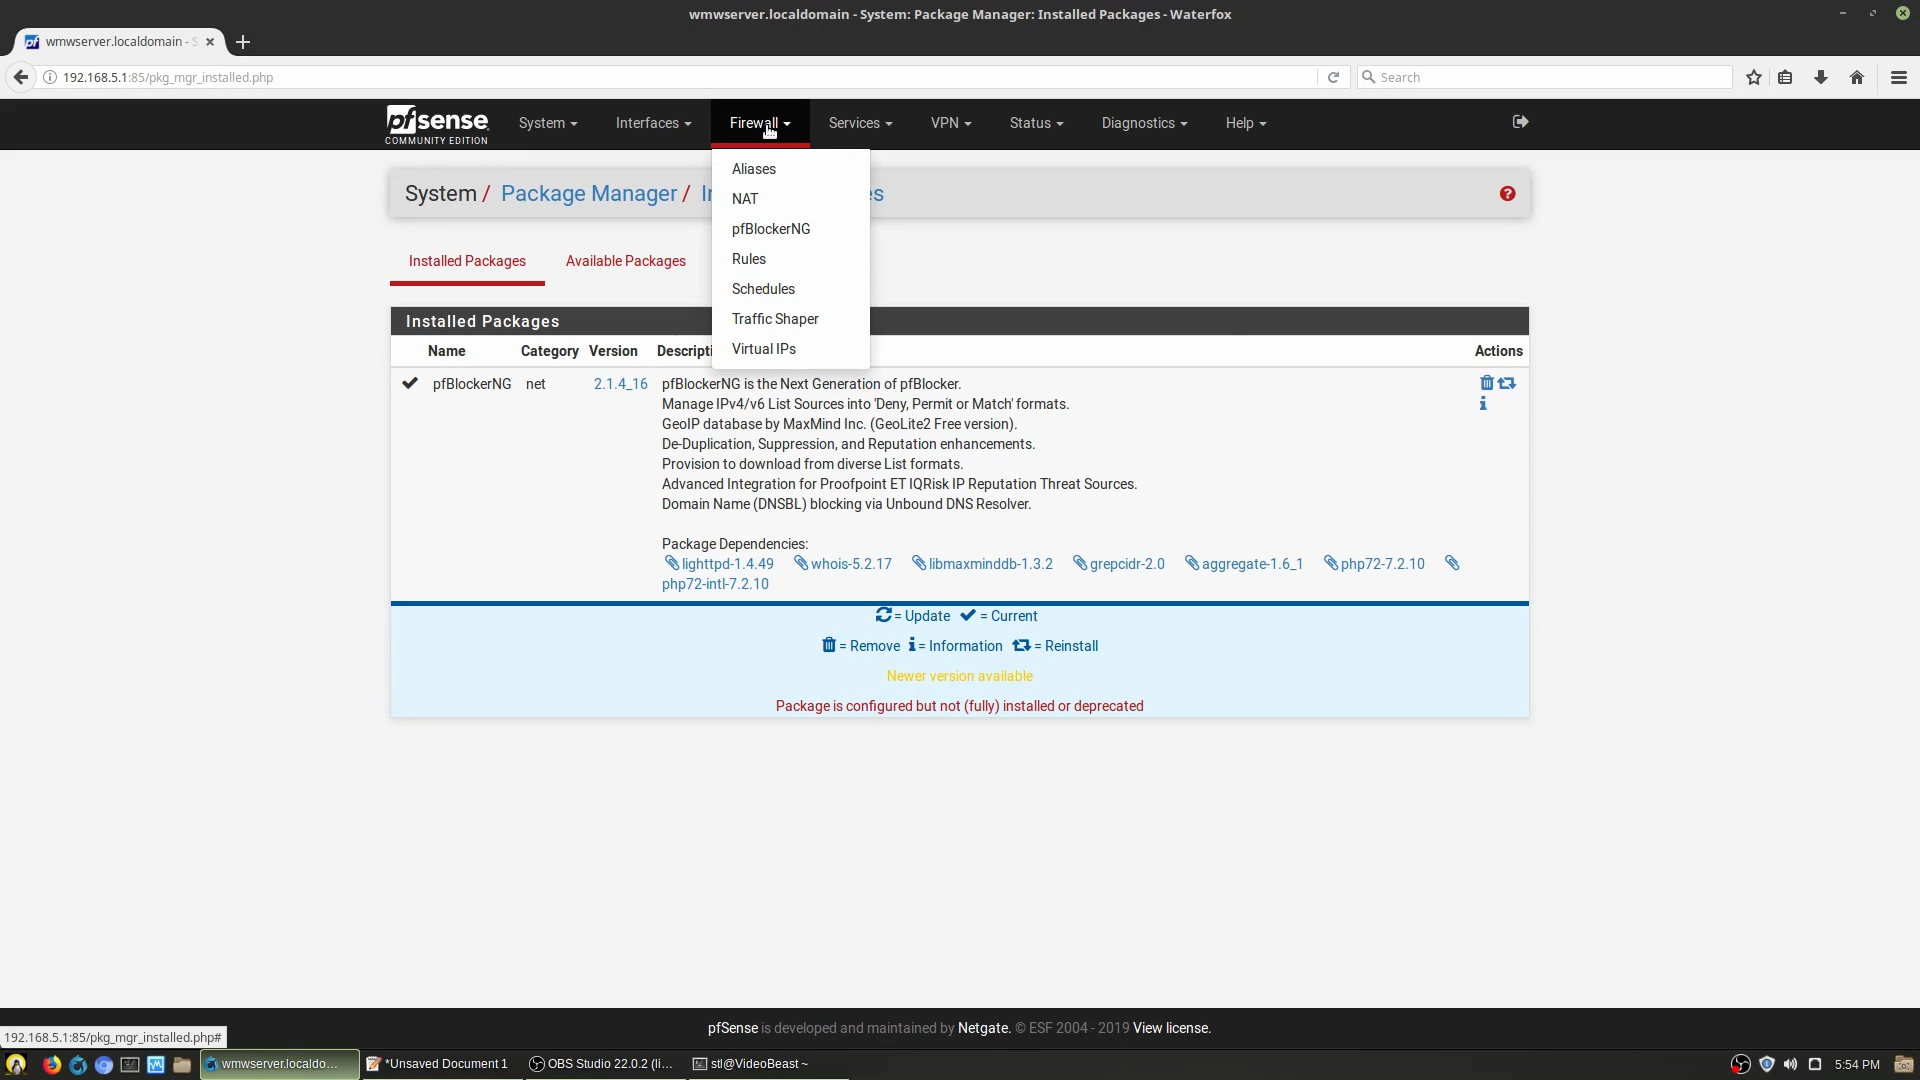 wmwserver.localdomain - System: Package Manager: Installed Packages - Waterfox
wmwserver.localdomain - S
192.168.5.1:85/pkg_mgr_installed.php
Search
pfsense
COMMUNITY EDITION
System
Interfaces
Firewall
Services
VPN
Status
Diagnostics
Help
Aliases
NAT
pfBlockerNG
Rules
Schedules
Traffic Shaper
Virtual IPs
System / Package Manager /
Installed Packages
Available Packages
Installed Packages
Name Category Version Descripti Actions
pfBlockerNG net 2.1.4_16 pfBlockerNG is the Next Generation of pfBlocker.
Manage IPv4/v6 List Sources into 'Deny, Permit or Match' formats.
GeoIP database by MaxMind Inc. (GeoLite2 Free version).
De-Duplication, Suppression, and Reputation enhancements.
Provision to download from diverse List formats.
Advanced Integration for Proofpoint ET IQRisk IP Reputation Threat Sources.
Domain Name (DNSBL) blocking via Unbound DNS Resolver.
Package Dependencies:
lighttpd-1.4.49 whois-5.2.17 libmaxminddb-1.3.2 grepcidr-2.0 aggregate-1.6_1 php72-7.2.10
php72-intl-7.2.10
= Update = Current
= Remove = Information = Reinstall
Newer version available
Package is configured but not (fully) installed or deprecated
pfSense is developed and maintained by Netgate. © ESF 2004 - 2019 View license.
192.168.5.1:85/pkg_mgr_installed.php#
wmwserver.localdo...
*Unsaved Document 1
OBS Studio 22.0.2 (li...
stl@VideoBeast ~
5:54 PM